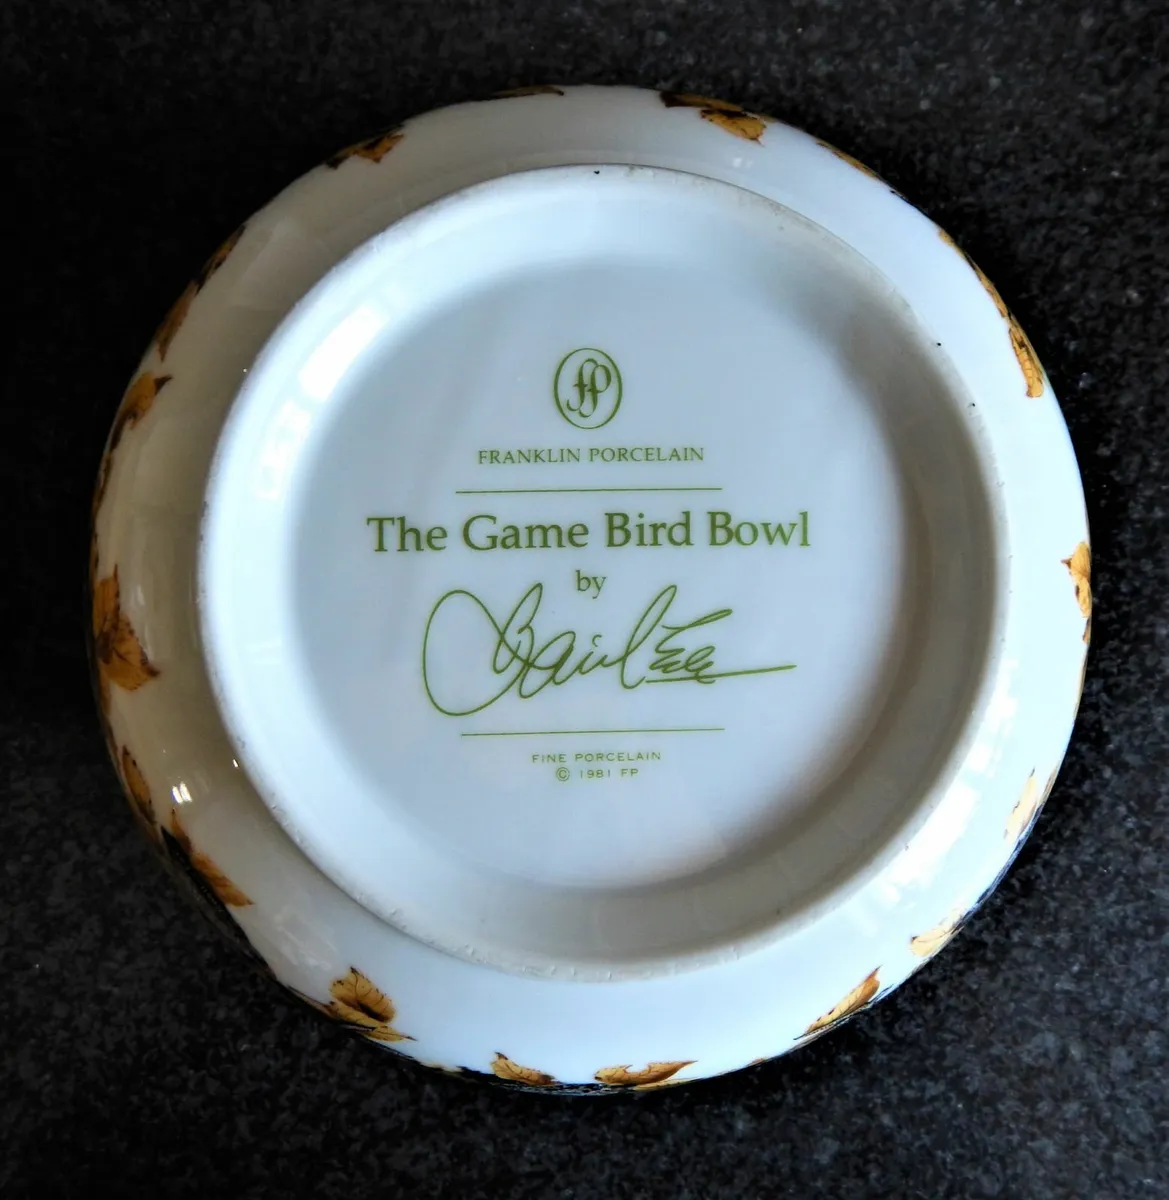 FP
FRANKLIN PORCELAIN
The Game Bird Bowl
by
FINE PORCELAIN
© 1981 FP